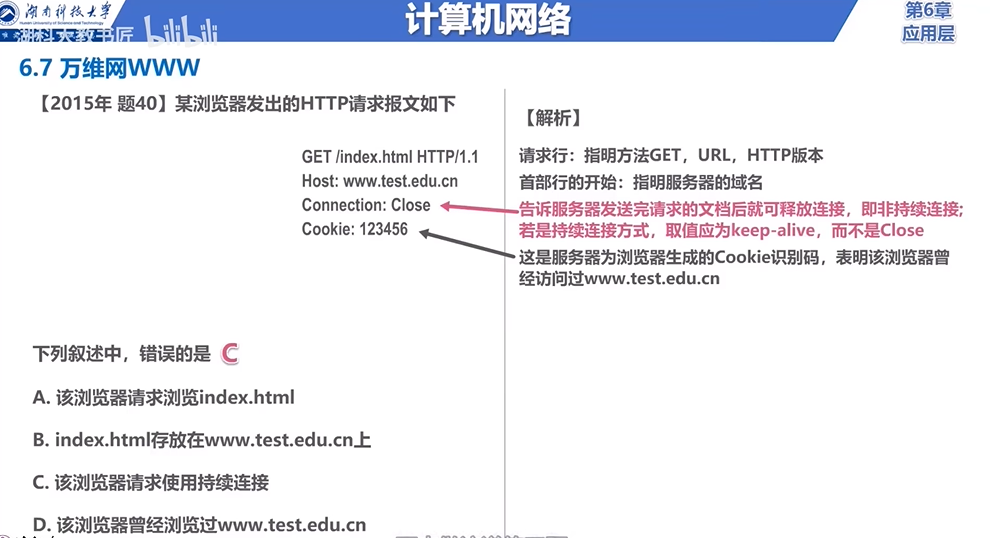 湖南科技大学
Hunan University of Science and Technology
计算机网络
第6章
应用层
湖科大教书匠 bilibili
6.7 万维网WWW
【2015年 题40】某浏览器发出的HTTP请求报文如下
GET /index.html HTTP/1.1
Host: www.test.edu.cn
Connection: Close
Cookie: 123456
下列叙述中，错误的是 C
A. 该浏览器请求浏览index.html
B. index.html存放在www.test.edu.cn上
C. 该浏览器请求使用持续连接
D. 该浏览器曾经浏览过www.test.edu.cn
【解析】
请求行：指明方法GET，URL，HTTP版本
首部行的开始：指明服务器的域名
告诉服务器发送完请求的文档后就可释放连接，即非持续连接;
若是持续连接方式，取值应为keep-alive，而不是Close
这是服务器为浏览器生成的Cookie识别码，表明该浏览器曾
经访问过www.test.edu.cn